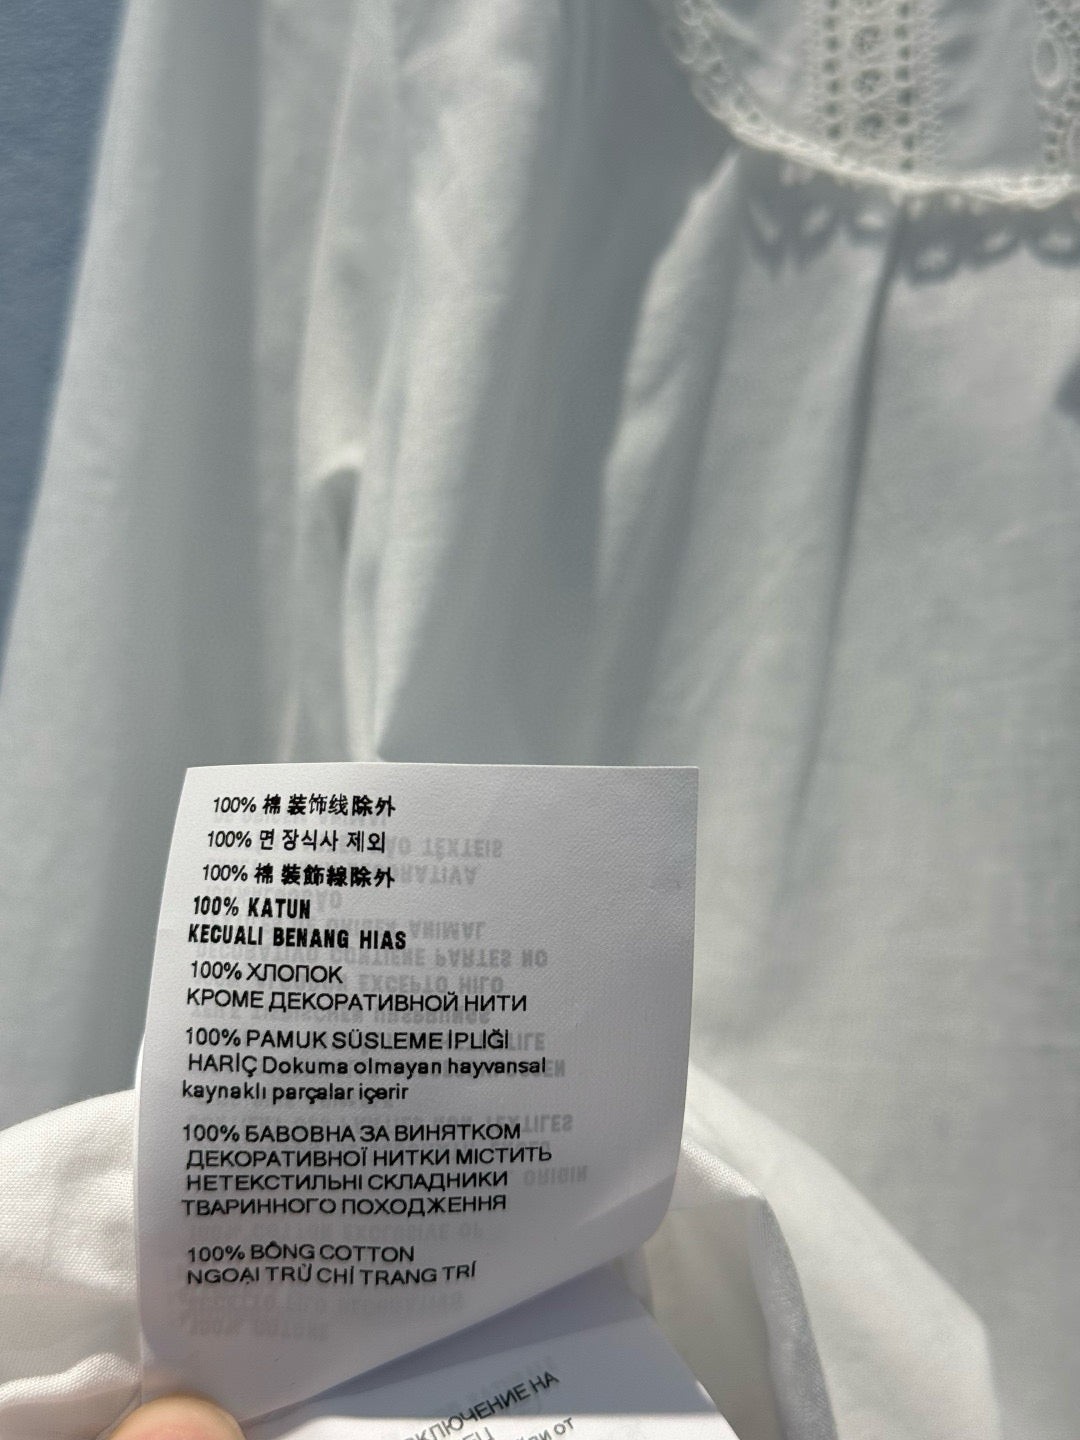 100% 棉 装饰线除外
100% 면 장식사 제외
100% 棉 裝飾線除外
100% KATUN
KECUALI BENANG HIAS
100% ХЛОПОК
КРОМЕ ДЕКОРАТИВНОЙ НИТИ
100% PAMUK SÜSLEME İPLİĞİ
HARİÇ Dokuma olmayan hayvansal
kaynaklı parçalar içerir
100% БАВОВНА ЗА ВИНЯТКОМ
ДЕКОРАТИВНОЇ НИТКИ МІСТИТЬ
НЕТЕКСТИЛЬНІ СКЛАДНИКИ
ТВАРИННОГО ПОХОДЖЕННЯ
100% BÔNG COTTON
NGOẠI TRỪ CHỈ TRANG TRÍ
НА
от